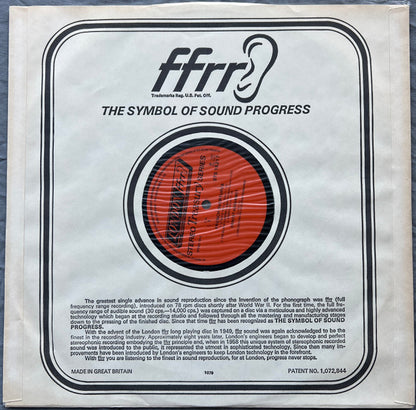 ffrr
Trademarks Reg. U.S. Pat. Off.
THE SYMBOL OF SOUND PROGRESS
STEREO TREASURY SERIES
The greatest single advance in sound reproduction since the invention of the phonograph was ffrr (full
frequency range recording), introduced on 78 rpm discs shortly after World War II. For the first time, the full fre-
quency range of audible sound (30 cps.—14,000 cps.) was captured on a disc via a meticulous and highly advanced
technology which began at the recording studio and followed through all the mastering and manufacturing stages
down to the pressing of the finished disc. Since that time ffrr has been recognized as THE SYMBOL OF SOUND
PROGRESS.
With the advent of the London ffrr long playing disc in 1949, ffrr sound was again acknowledged to be the
finest in the recording industry. Approximately eight years later, London's engineers began to develop and perfect
stereophonic recording embodying the ffrr principle and, when in 1958 this unique system of stereophonic recorded
sound was introduced to the public, it represented the utmost in sophisticated technology. Since then many im-
provements have been introduced by London's engineers to keep London technology in the forefront.
With ffrr you are listening to the finest in sound reproduction, for at London, progress never stops.
MADE IN GREAT BRITAIN
1079
PATENT NO. 1,072,844